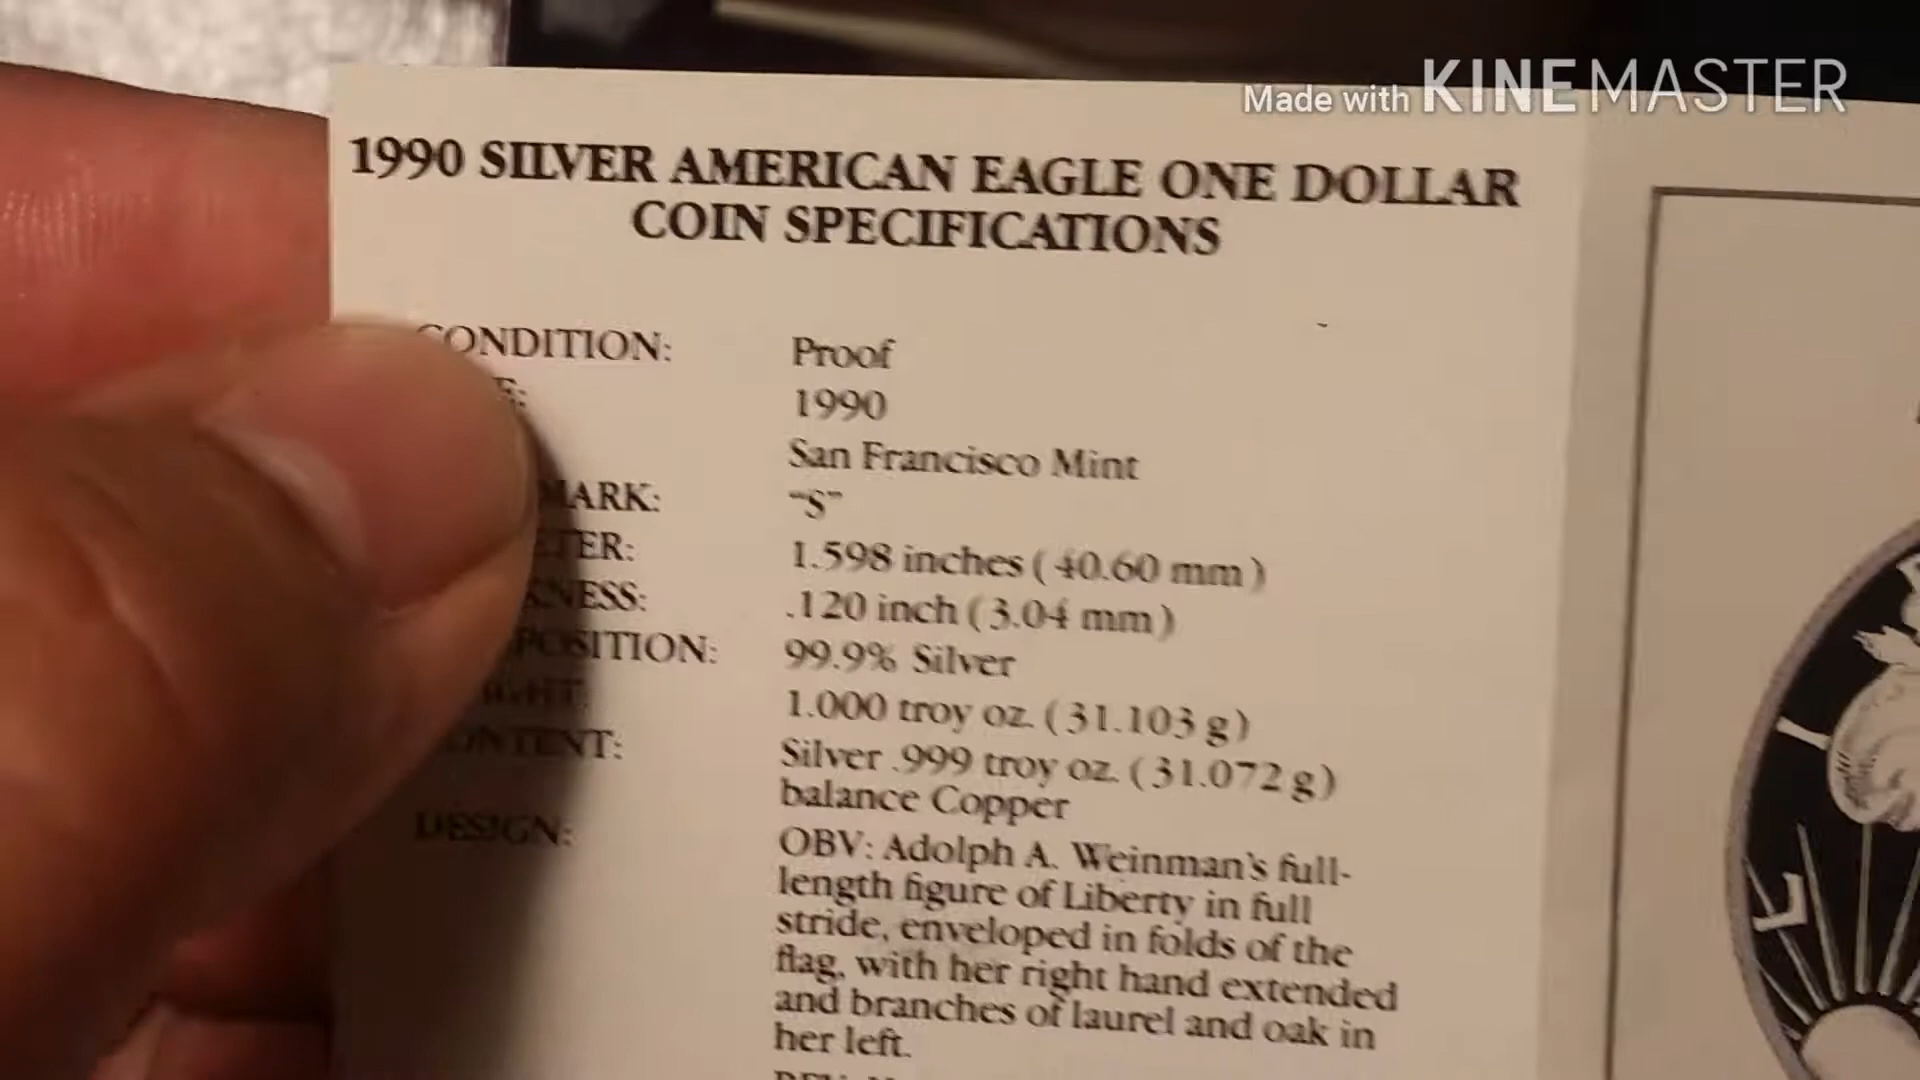 Made with KINEMASTER
1990 SILVER AMERICAN EAGLE ONE DOLLAR
COIN SPECIFICATIONS
CONDITION: Proof
1990
San Francisco Mint
MARK: "S"
1.598 inches (40.60 mm)
.120 inch (3.04 mm)
POSITION: 99.9% Silver
1.000 troy oz. (31.103 g)
CONTENT: Silver .999 troy oz. (31.072 g)
balance Copper
DESIGN: OBV: Adolph A. Weinman's full-
length figure of Liberty in full
stride, enveloped in folds of the
flag, with her right hand extended
and branches of laurel and oak in
her left.